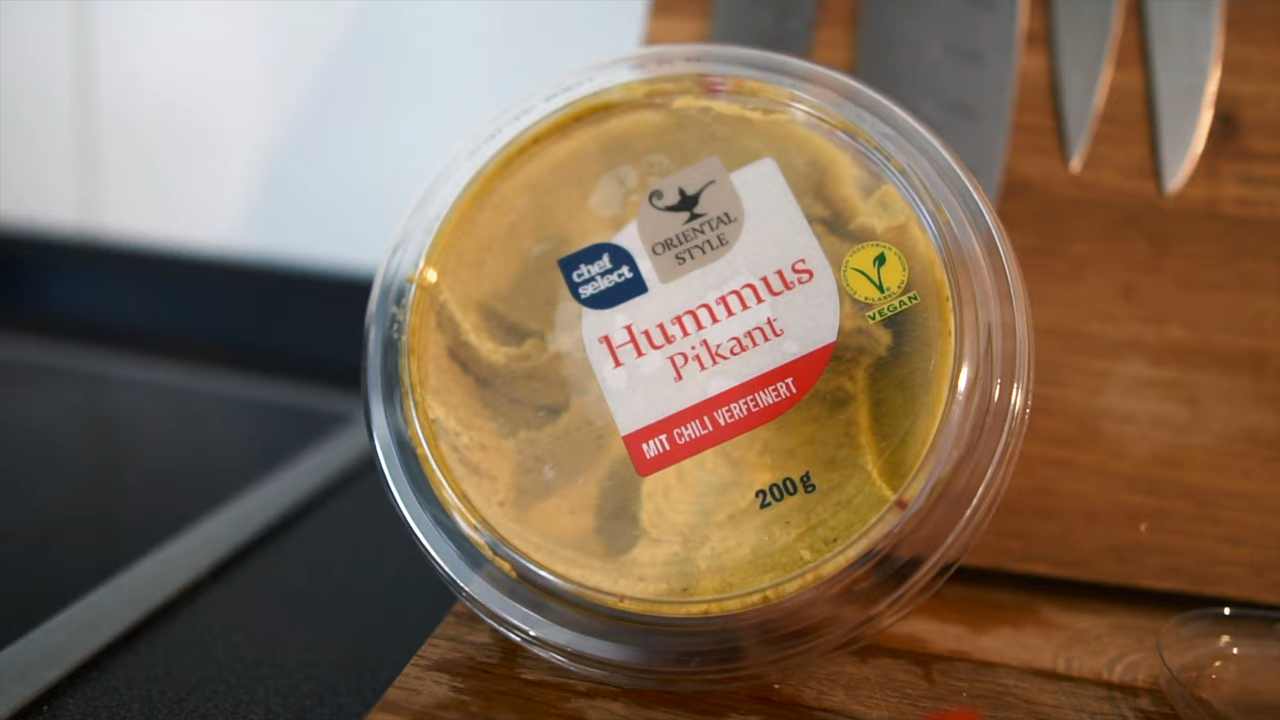 ORIENTAL
STYLE
chef
select
Hummus
Pikant
MIT CHILI VERFEINERT
200g
VEGAN